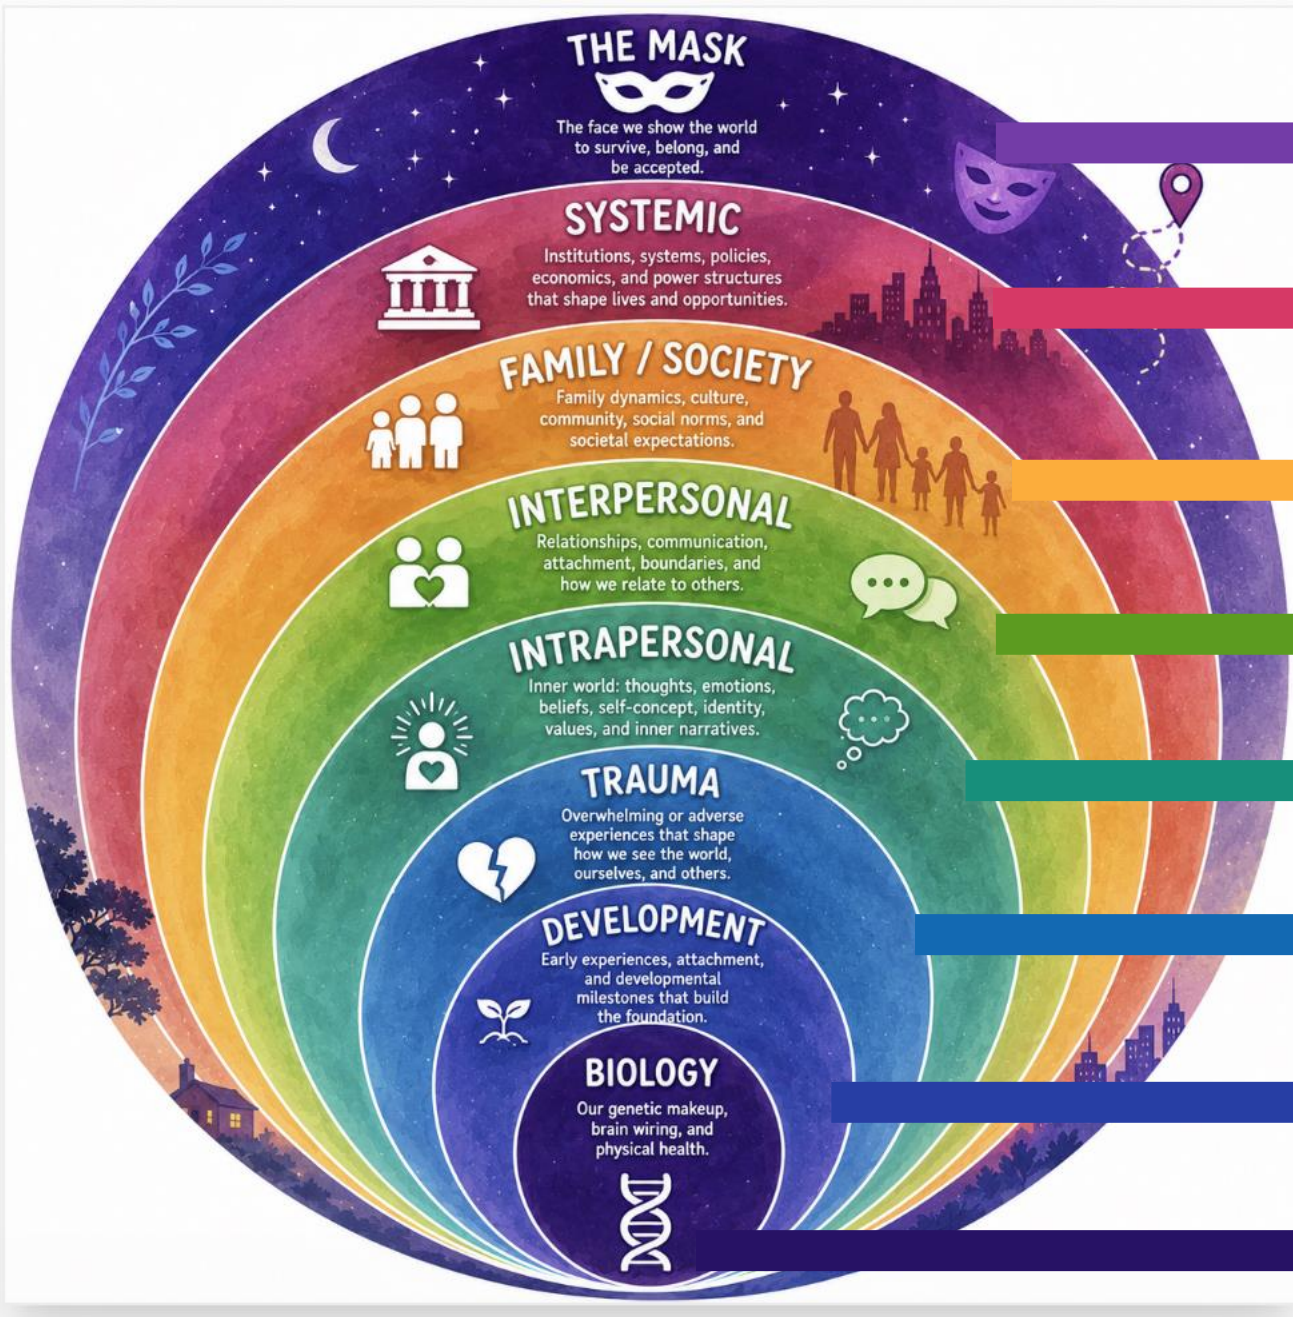 THE MASK
The face we show the world
to survive, belong, and
be accepted.
SYSTEMIC
Institutions, systems, policies,
economics, and power structures
that shape lives and opportunities.
FAMILY / SOCIETY
Family dynamics, culture,
community, social norms, and
societal expectations.
INTERPERSONAL
Relationships, communication,
attachment, boundaries, and
how we relate to others.
INTRAPERSONAL
Inner world: thoughts, emotions,
beliefs, self-concept, identity,
values, and inner narratives.
TRAUMA
Overwhelming or adverse
experiences that shape
how we see the world,
ourselves, and others.
DEVELOPMENT
Early experiences, attachment,
and developmental
milestones that build
the foundation.
BIOLOGY
Our genetic makeup,
brain wiring, and
physical health.